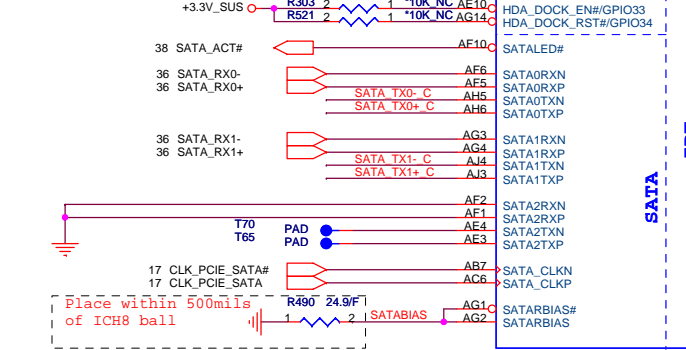 +3.3V_SUS R303 2 1 *10K_NC AE10 HDA_DOCK_EN#/GPIO33
R521 2 1 *10K_NC AG14 HDA_DOCK_RST#/GPIO34
38 SATA_ACT# AF10 SATALED#
36 SATA_RX0- AF6 SATA0RXN
36 SATA_RX0+ AF5 SATA0RXP
SATA_TX0-_C AH5 SATA0TXN
SATA_TX0+_C AH6 SATA0TXP
36 SATA_RX1- AG3 SATA1RXN
36 SATA_RX1+ AG4 SATA1RXP
SATA_TX1-_C AJ4 SATA1TXN
SATA_TX1+_C AJ3 SATA1TXP
SATA
AF2 SATA2RXN
AF1 SATA2RXP
T70 PAD AE4 SATA2TXN
T65 PAD AE3 SATA2TXP
17 CLK_PCIE_SATA# AB7 SATA_CLKN
17 CLK_PCIE_SATA AC6 SATA_CLKP
Place within 500mils
of ICH8 ball
R490 24.9/F
1 2 SATABIAS
AG1 SATARBIAS#
AG2 SATARBIAS